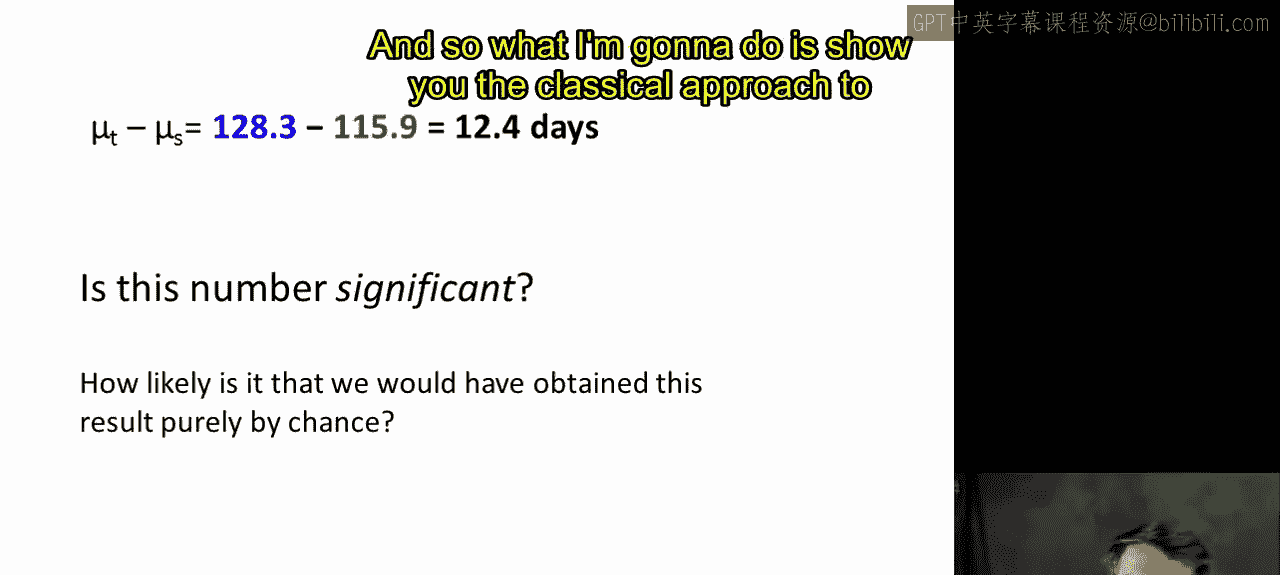 GPT中英字幕课程资源@bilibili.com
And so what I'm gonna do is show
you the classical approach to
μt – μs= 128.3 – 115.9 = 12.4 days
Is this number significant?
How likely is it that we would have obtained this
result purely by chance?